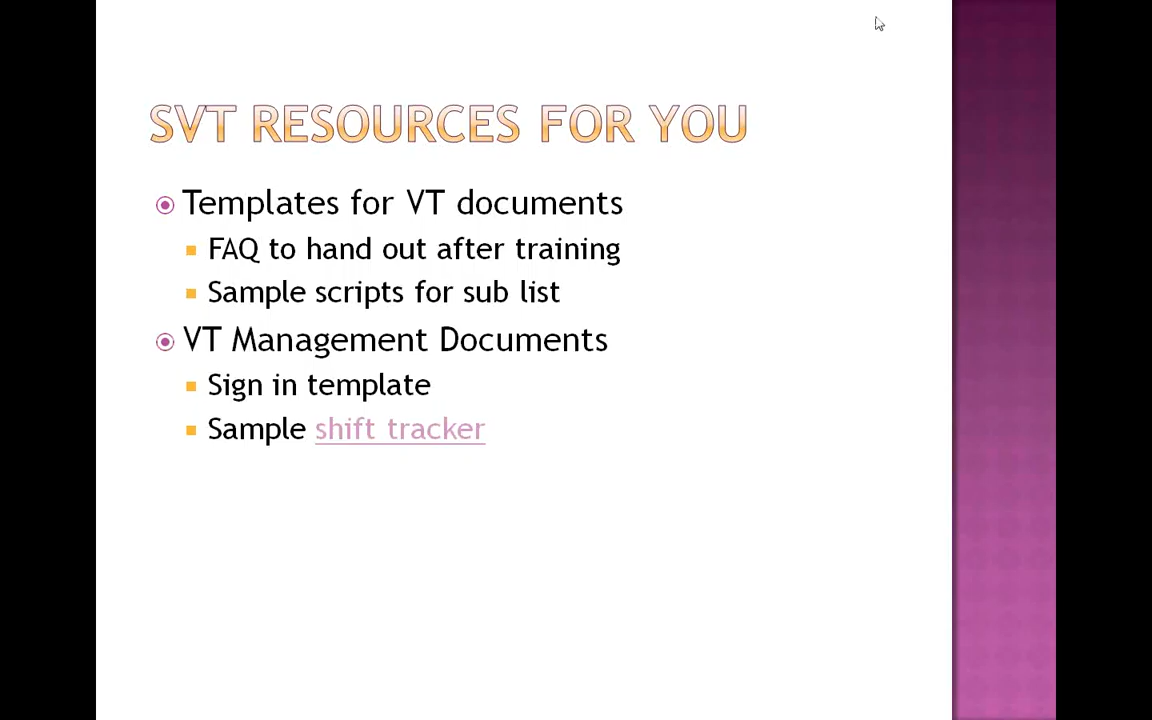 SVT RESOURCES FOR YOU
Templates for VT documents
FAQ to hand out after training
Sample scripts for sub list
VT Management Documents
Sign in template
Sample shift tracker